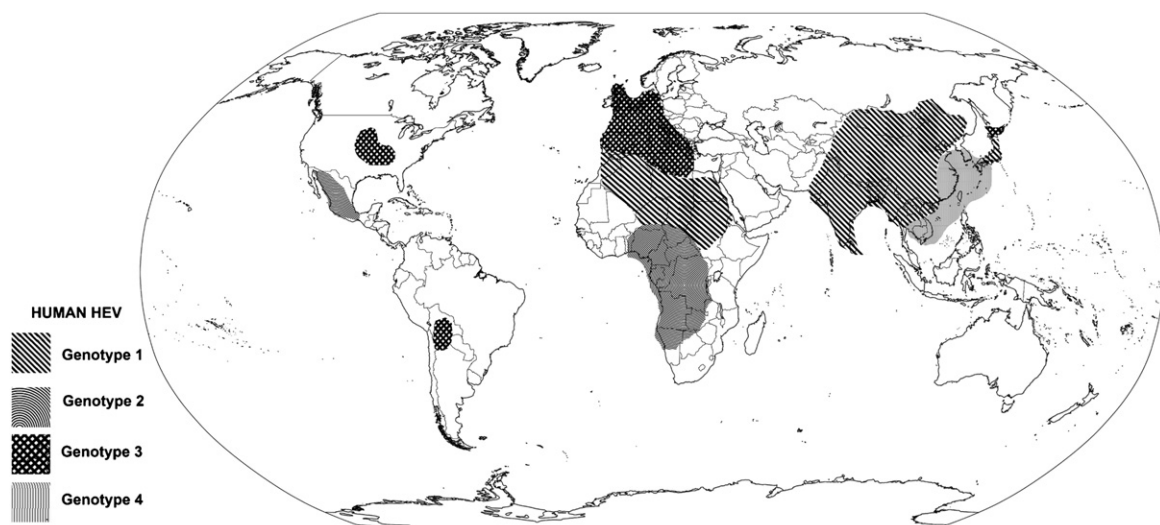 HUMAN HEV
Genotype 1
Genotype 2
Genotype 3
Genotype 4